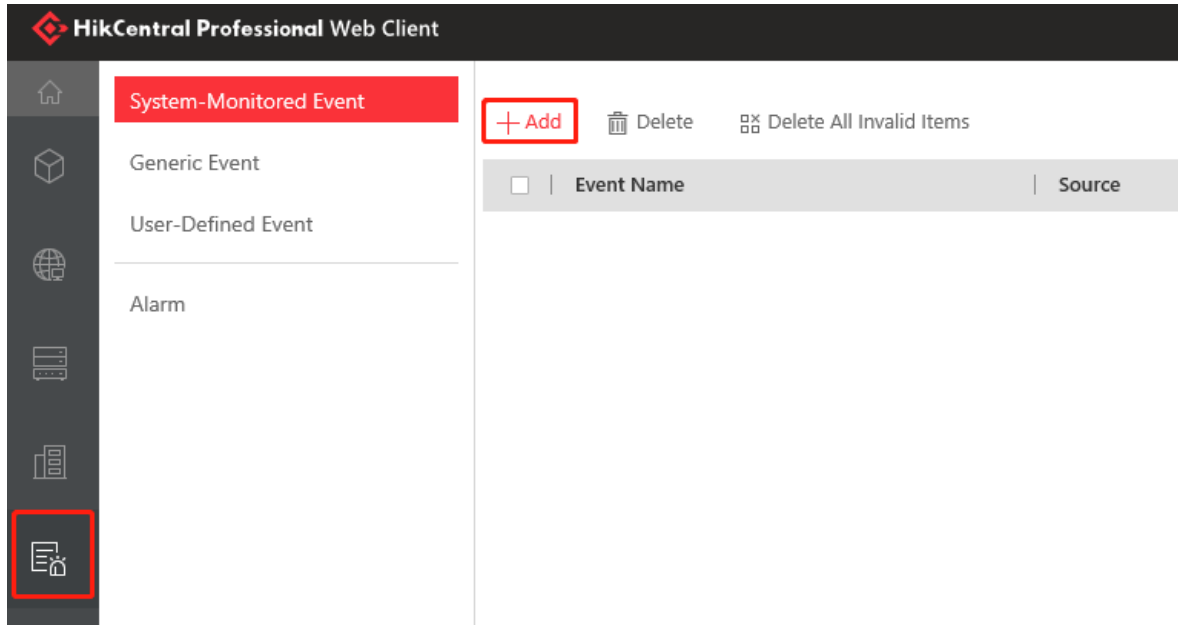 HikCentral Professional Web Client
System-Monitored Event
Generic Event
User-Defined Event
Alarm
Add
Delete
Delete All Invalid Items
Event Name
Source